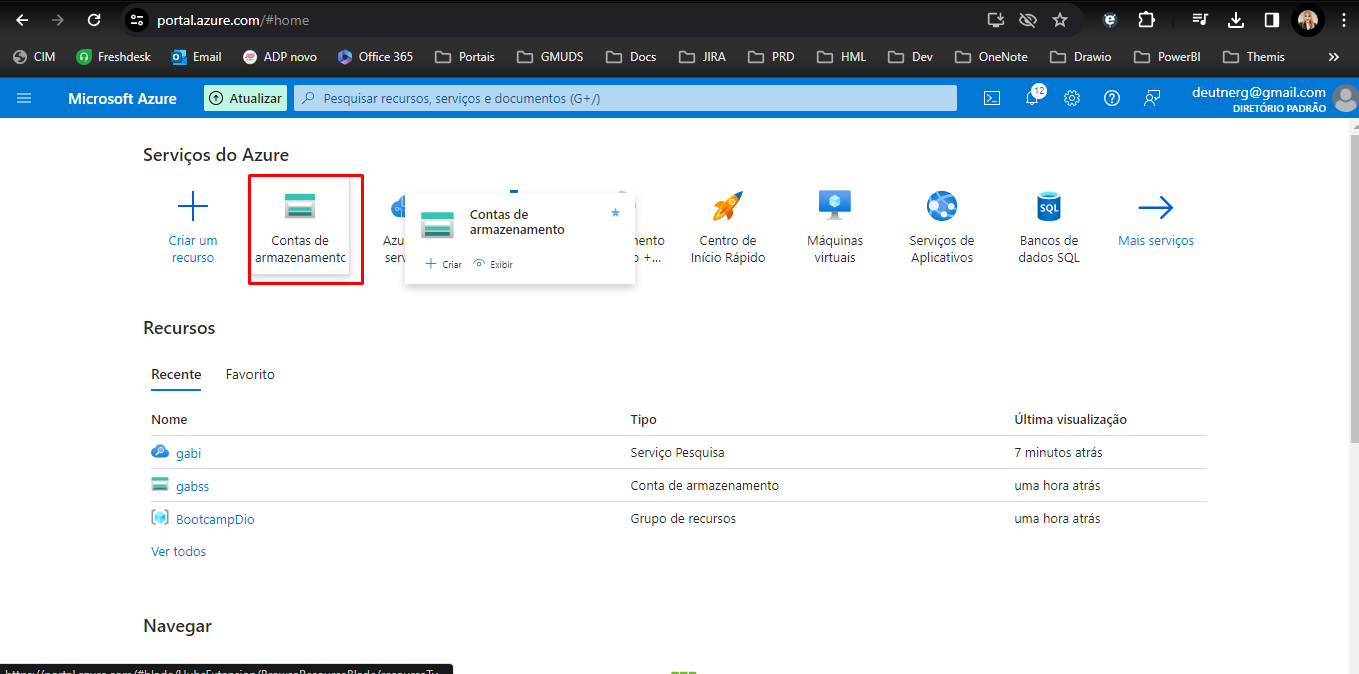 portal.azure.com/#home
CIM Freshdesk Email ADP novo Office 365 Portais GMUDS Docs JIRA PRD HML Dev OneNote Drawio PowerBI Themis »
Microsoft Azure Atualizar Pesquisar recursos, serviços e documentos (G+/) 12 deutnerg@gmail.com
DIRETÓRIO PADRÃO
Serviços do Azure
Criar um
recurso
Contas de
armazenamento
Contas de
armazenamento
Criar Exibir
Centro de
Início Rápido
Máquinas
virtuais
Serviços de
Aplicativos
SQL
Bancos de
dados SQL
Mais serviços
Recursos
Recente Favorito
Nome Tipo Última visualização
gabi Serviço Pesquisa 7 minutos atrás
gabss Conta de armazenamento uma hora atrás
BootcampDio Grupo de recursos uma hora atrás
Ver todos
Navegar